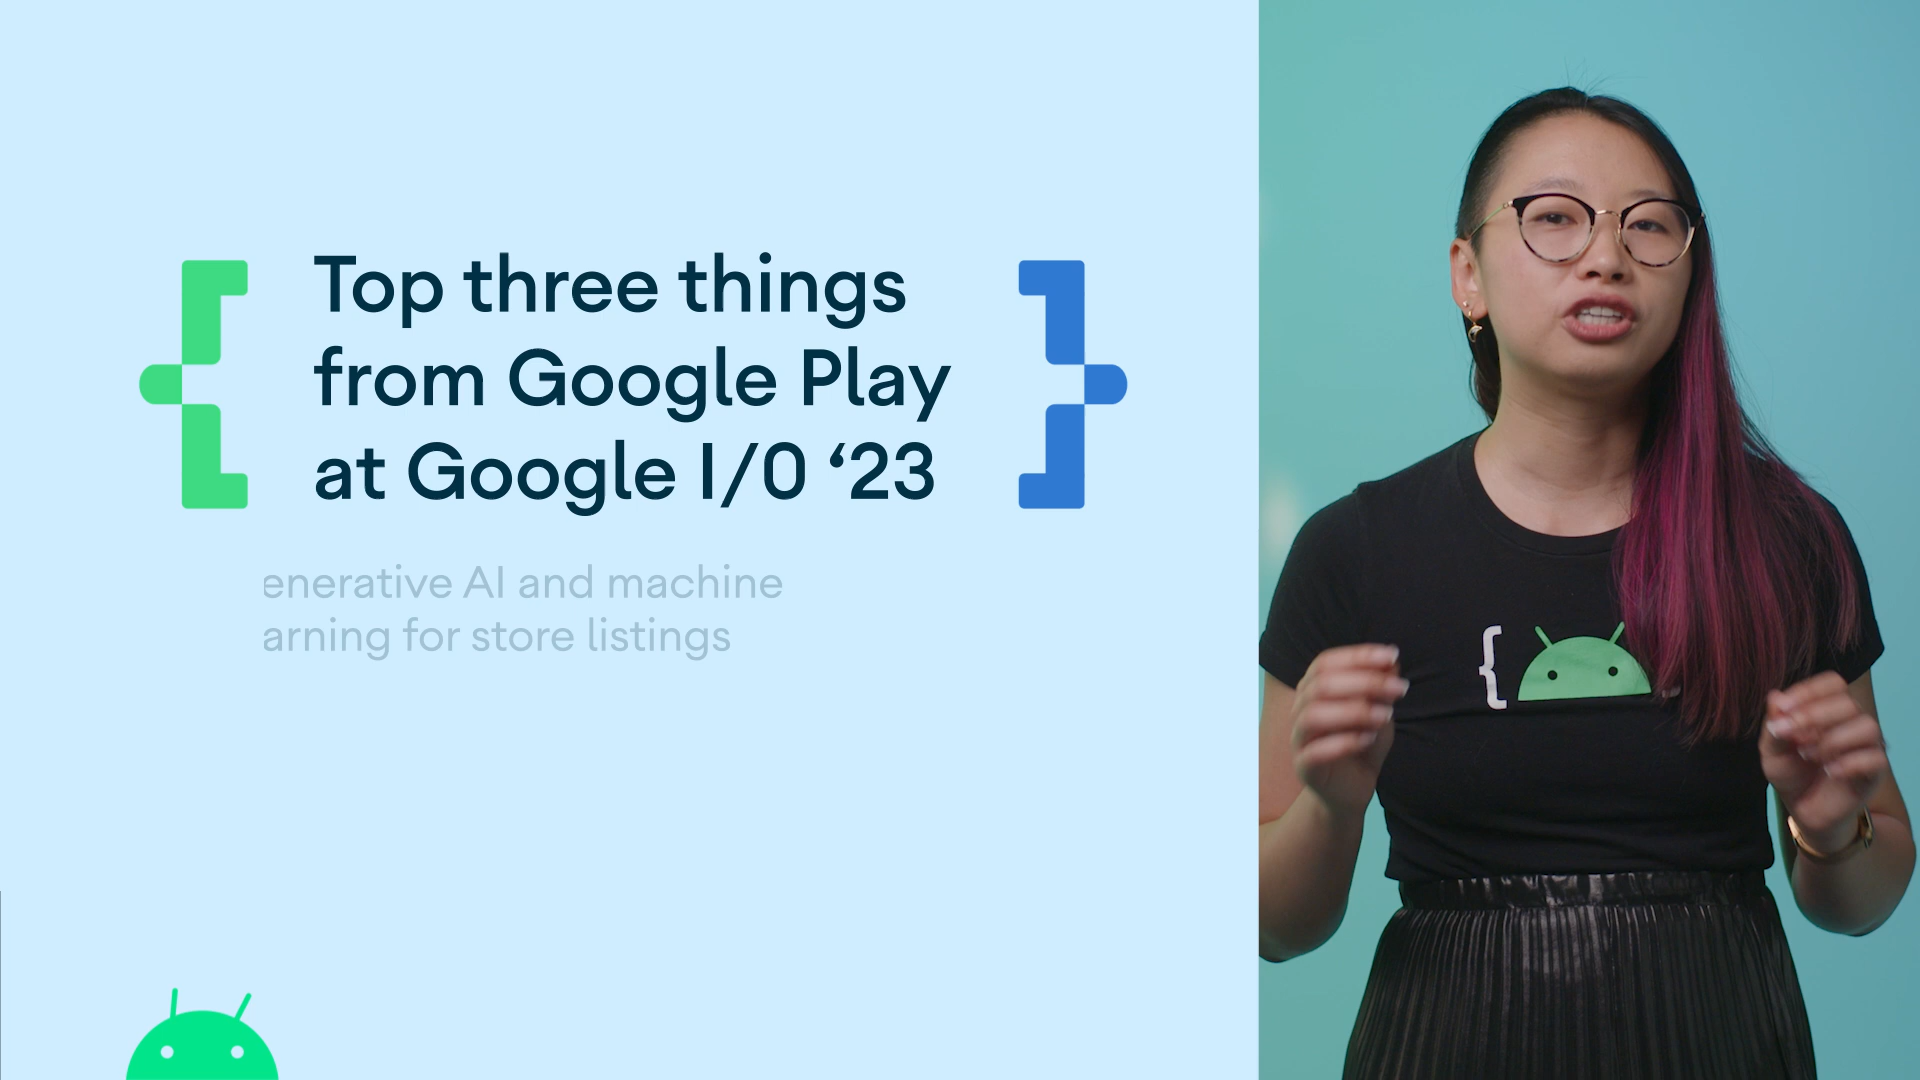 Top three things
from Google Play
at Google I/O ‘23
enerative AI and machine
arning for store listings
{